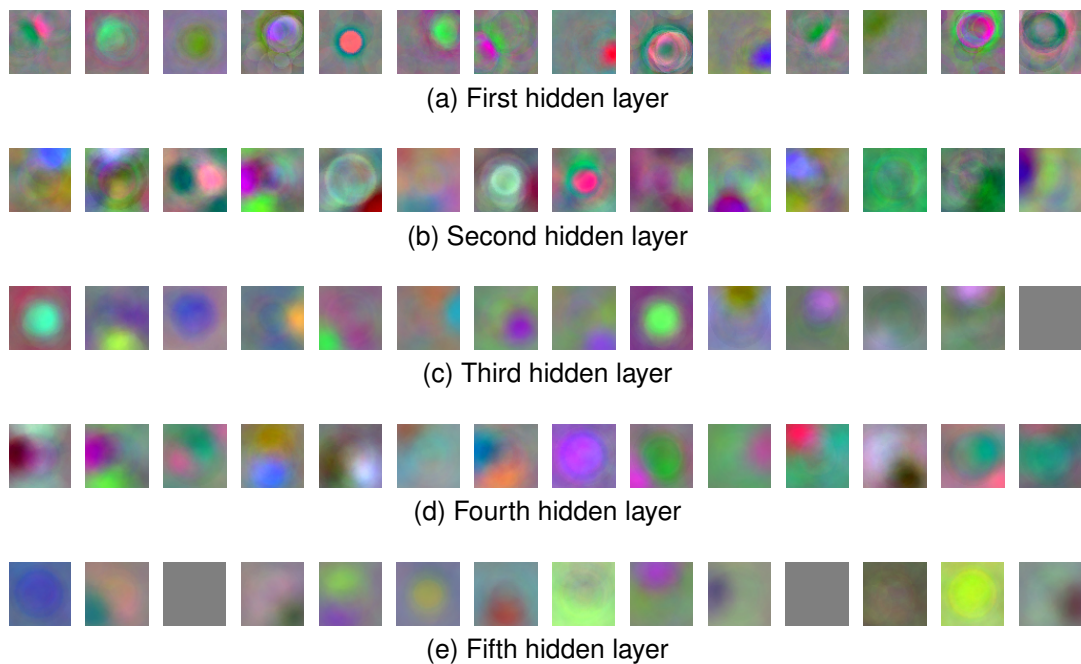 (a) First hidden layer
(b) Second hidden layer
(c) Third hidden layer
(d) Fourth hidden layer
(e) Fifth hidden layer